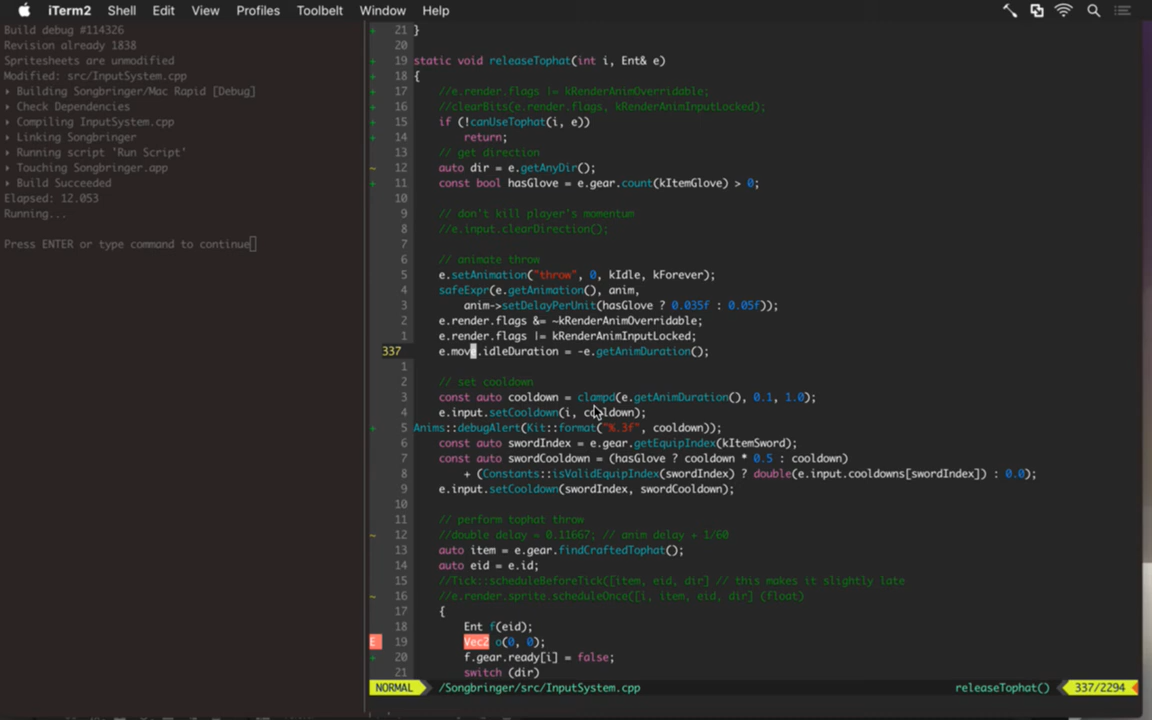 iTerm2 Shell Edit View Profiles Toolbelt Window Help
Build debug #114326
Revision already 1838
Spritesheets are unmodified
Modified: src/InputSystem.cpp
▸ Building Songbringer/Mac Rapid [Debug]
▸ Check Dependencies
▸ Compiling InputSystem.cpp
▸ Linking Songbringer
▸ Running script 'Run Script'
▸ Touching Songbringer.app
▸ Build Succeeded
Elapsed: 12.053
Running...
Press ENTER or type command to continue
+ 21 }
20
+ 19 static void releaseTophat(int i, Ent& e)
+ 18 {
+ 17 //e.render.flags |= kRenderAnimOverridable;
+ 16 //clearBits(e.render.flags, kRenderAnimInputLocked);
+ 15 if (!canUseTophat(i, e))
+ 14 return;
13 // get direction
~ 12 auto dir = e.getAnyDir();
+ 11 const bool hasGlove = e.gear.count(kItemGlove) > 0;
10
9 // don't kill player's momentum
8 //e.input.clearDirection();
7
6 // animate throw
5 e.setAnimation("throw", 0, kIdle, kForever);
4 safeExpr(e.getAnimation(), anim,
3 anim->setDelayPerUnit(hasGlove ? 0.035f : 0.05f));
2 e.render.flags &= ~kRenderAnimOverridable;
1 e.render.flags |= kRenderAnimInputLocked;
337 e.move.idleDuration = -e.getAnimDuration();
1
2 // set cooldown
3 const auto cooldown = clampd(e.getAnimDuration(), 0.1, 1.0);
4 e.input.setCooldown(i, cooldown);
+ 5 Anims::debugAlert(Kit::format("%.3f", cooldown));
6 const auto swordIndex = e.gear.getEquipIndex(kItemSword);
7 const auto swordCooldown = (hasGlove ? cooldown * 0.5 : cooldown)
8 + (Constants::isValidEquipIndex(swordIndex) ? double(e.input.cooldowns[swordIndex]) : 0.0);
9 e.input.setCooldown(swordIndex, swordCooldown);
10
11 // perform tophat throw
~ 12 //double delay = 0.11667; // anim delay + 1/60
13 auto item = e.gear.findCraftedTophat();
14 auto eid = e.id;
15 //Tick::scheduleBeforeTick([item, eid, dir] // this makes it slightly late
~ 16 //e.render.sprite.scheduleOnce([i, item, eid, dir] (float)
17 {
18 Ent f(eid);
E 19 Vec2 o(0, 0);
+ 20 f.gear.ready[i] = false;
21 switch (dir)
NORMAL /Songbringer/src/InputSystem.cpp releaseTophat() 337/2294